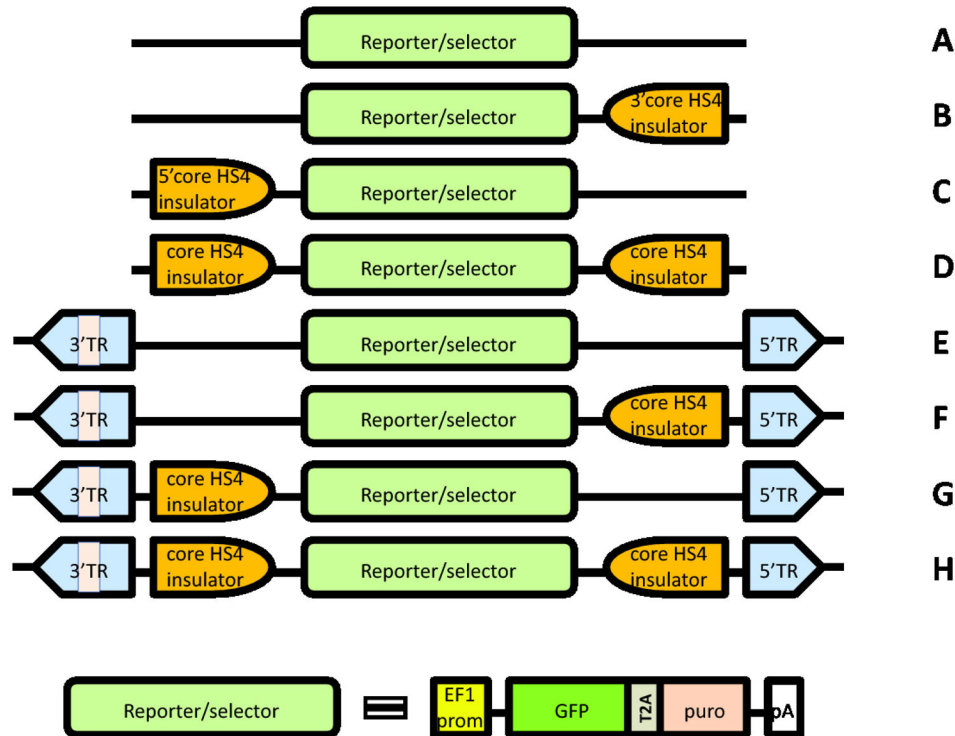 Reporter/selector A
Reporter/selector 3'core HS4 B
insulator
5'core HS4 Reporter/selector C
insulator
core HS4 Reporter/selector core HS4 D
insulator insulator
3'TR Reporter/selector 5'TR E
3'TR Reporter/selector core HS4 5'TR F
insulator
3'TR core HS4 Reporter/selector 5'TR G
insulator
3'TR core HS4 Reporter/selector core HS4 5'TR H
insulator insulator
Reporter/selector = EF1 GFP T2A puro pA
prom